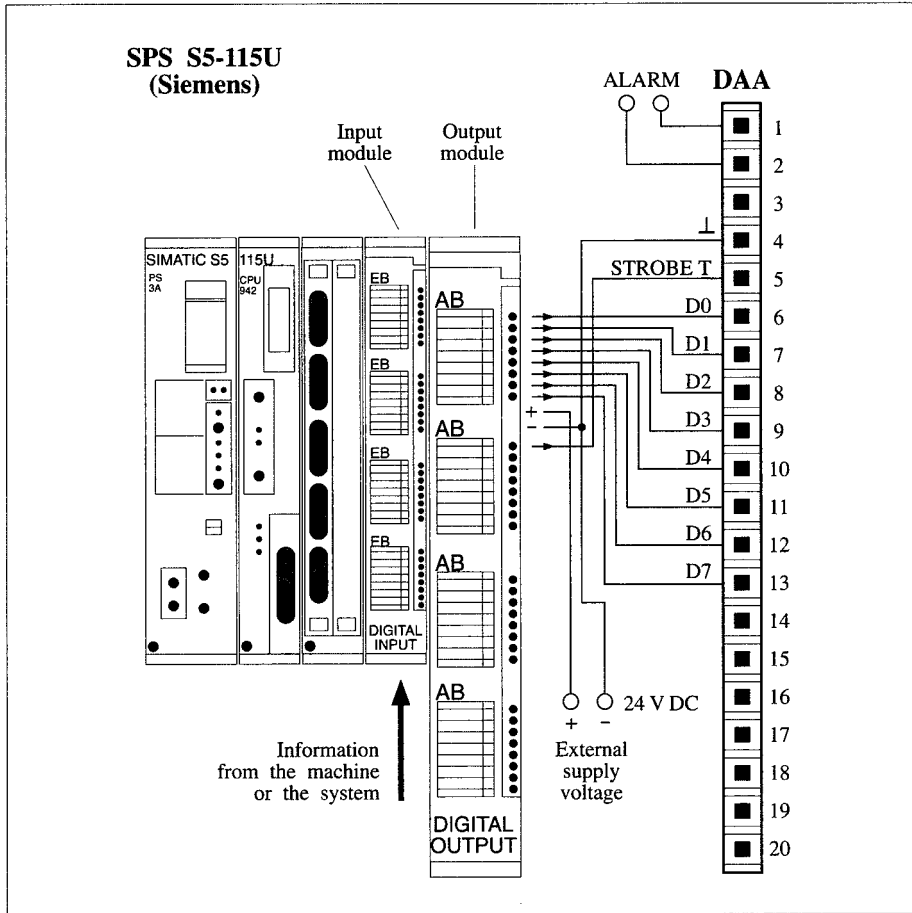 SPS S5-115U
(Siemens)
ALARM
DAA
Input
module
Output
module
1
2
3
⊥
4
STROBE T
5
D0
6
D1
7
D2
8
D3
9
D4
10
D5
11
D6
12
D7
13
14
15
16
17
18
19
20
SIMATIC S5
PS
3A
115U
CPU
942
EB
EB
EB
EB
DIGITAL
INPUT
AB
AB
AB
AB
DIGITAL
OUTPUT
+
-
24 V DC
+ -
External
supply
voltage
Information
from the machine
or the system